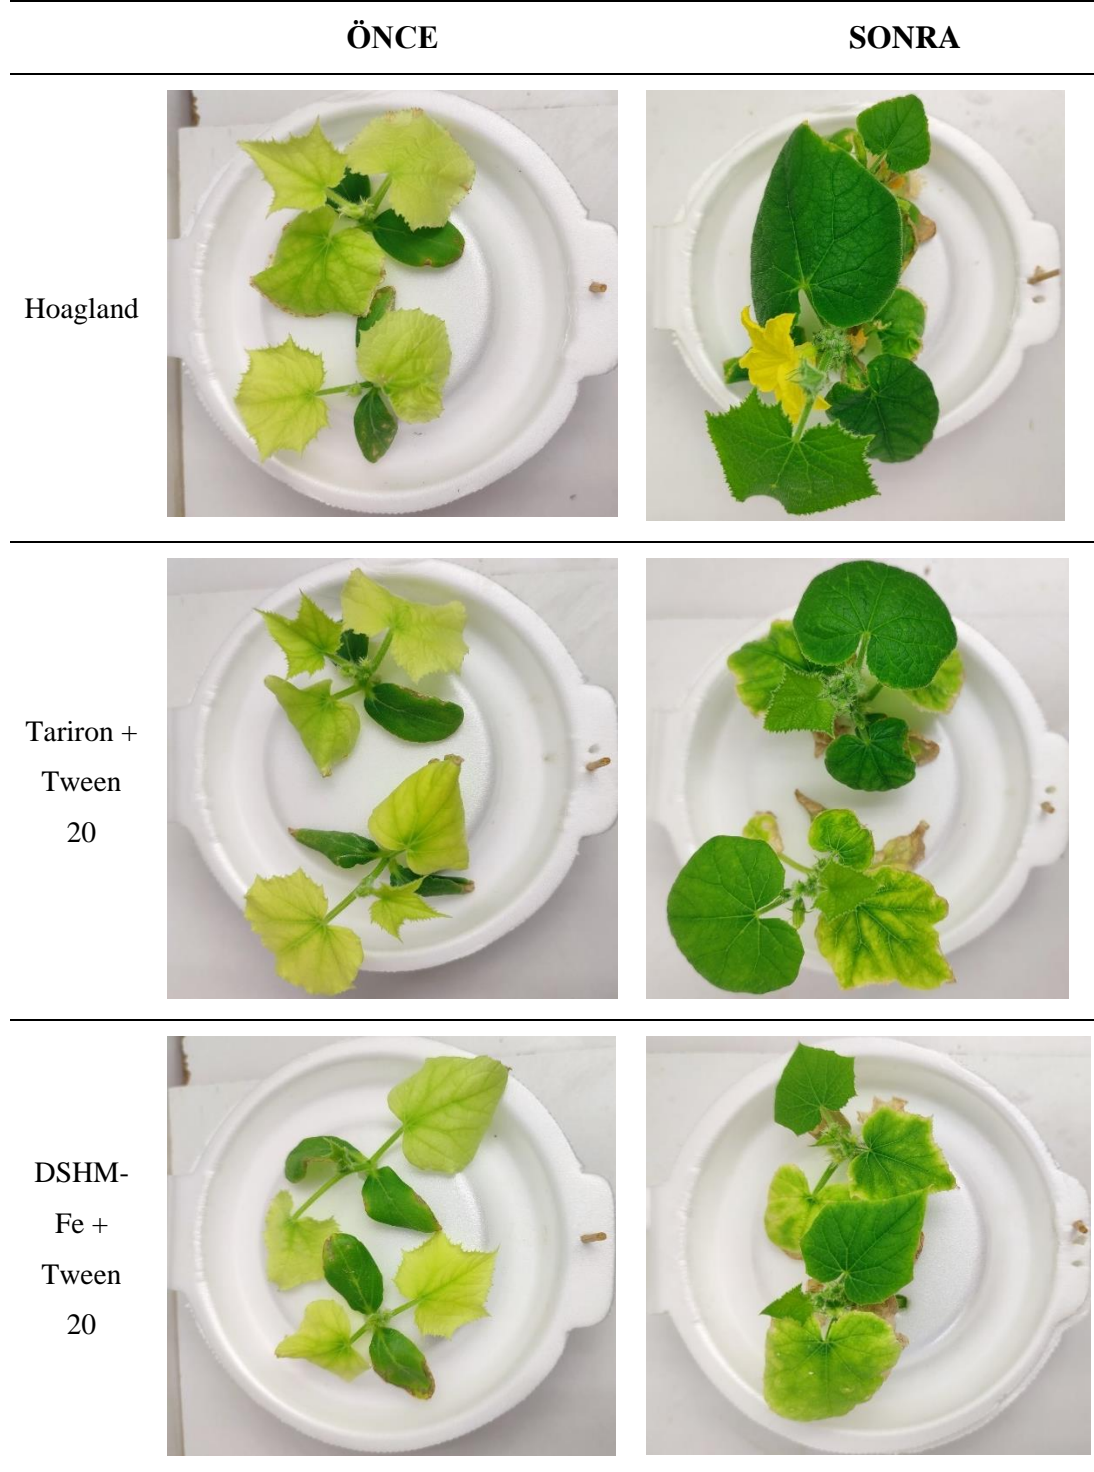 ÖNCE SONRA
Hoagland
Tariron +
Tween
20
DSHM-
Fe +
Tween
20